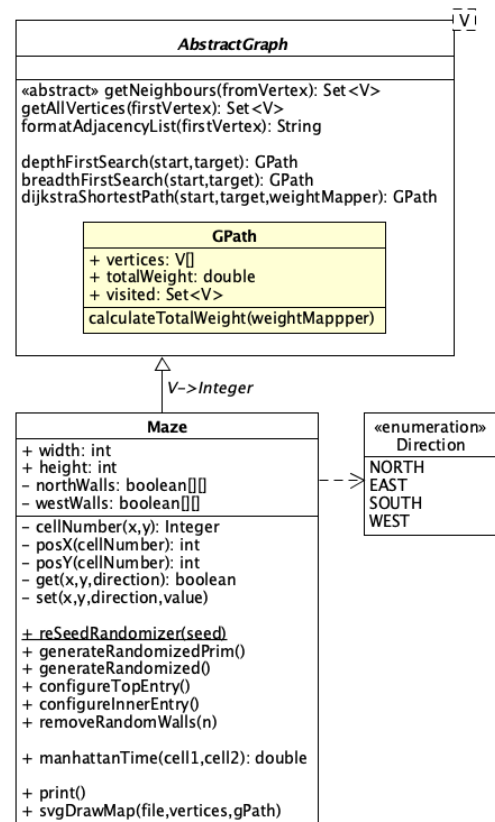 V
AbstractGraph
«abstract» getNeighbours(fromVertex): Set<V>
getAllVertices(firstVertex): Set<V>
formatAdjacencyList(firstVertex): String
depthFirstSearch(start,target): GPath
breadthFirstSearch(start,target): GPath
dijkstraShortestPath(start,target,weightMapper): GPath
GPath
+ vertices: V[]
+ totalWeight: double
+ visited: Set<V>
calculateTotalWeight(weightMappper)
V->Integer
Maze
+ width: int
+ height: int
- northWalls: boolean[][]
- westWalls: boolean[][]
- cellNumber(x,y): Integer
- posX(cellNumber): int
- posY(cellNumber): int
- get(x,y,direction): boolean
- set(x,y,direction,value)
+ reSeedRandomizer(seed)
+ generateRandomizedPrim()
+ generateRandomized()
+ configureTopEntry()
+ configureInnerEntry()
+ removeRandomWalls(n)
+ manhattanTime(cell1,cell2): double
+ print()
+ svgDrawMap(file,vertices,gPath)
«enumeration»
Direction
NORTH
EAST
SOUTH
WEST